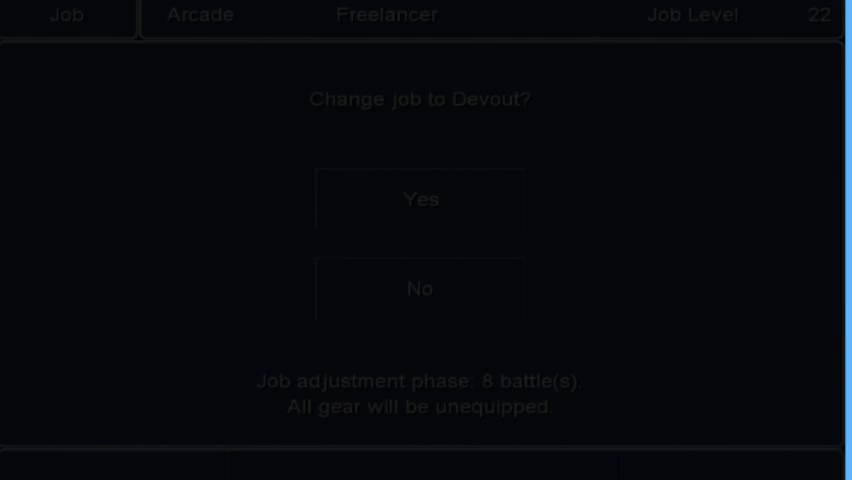 Job Arcade Freelancer Job Level 22
Change job to Devout?
Yes
No
Job adjustment phase: 8 battle(s).
All gear will be unequipped.